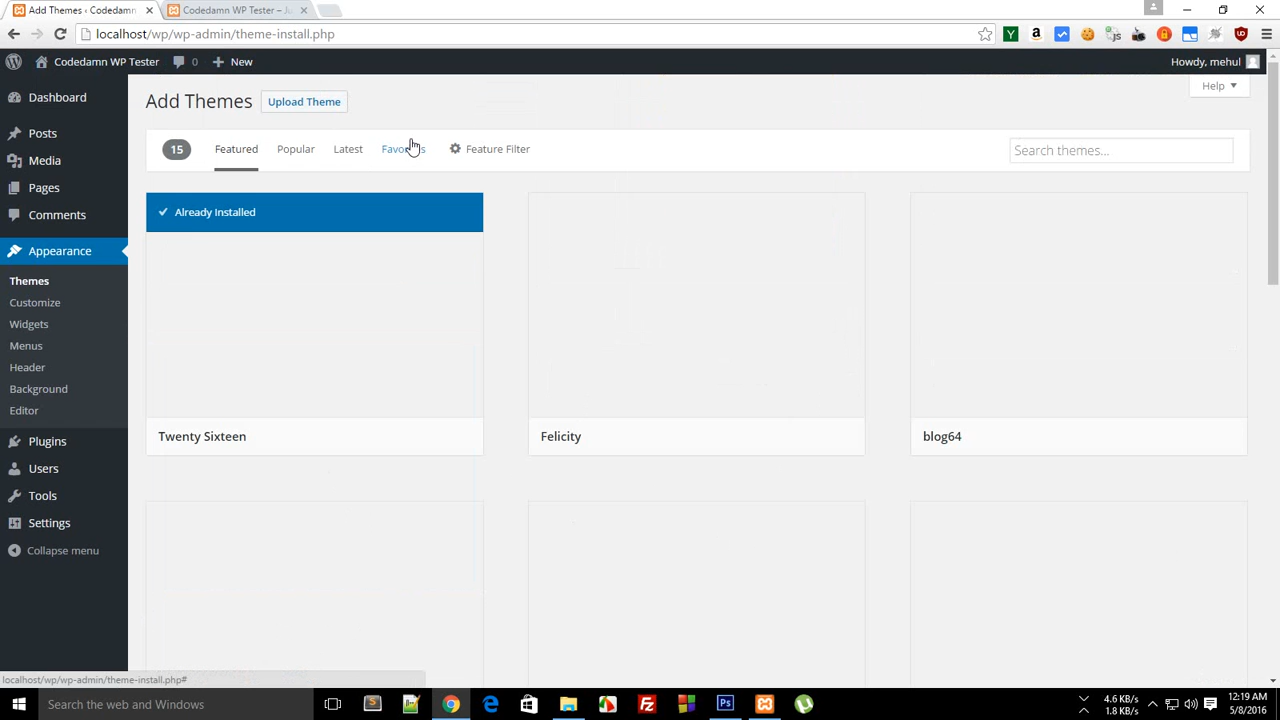 Add Themes ‹ Codedamn
Codedamn WP Tester – Ju
localhost/wp/wp-admin/theme-install.php
Codedamn WP Tester
0
New
Howdy, mehul
Dashboard
Posts
Media
Pages
Comments
Appearance
Themes
Customize
Widgets
Menus
Header
Background
Editor
Plugins
Users
Tools
Settings
Collapse menu
Add Themes
Upload Theme
Help
15
Featured
Popular
Latest
Feature Filter
Search themes...
Already Installed
Twenty Sixteen
Felicity
blog64
localhost/wp/wp-admin/theme-install.php#
Search the web and Windows
4.6 KB/s
1.8 KB/s
12:19 AM
5/8/2016